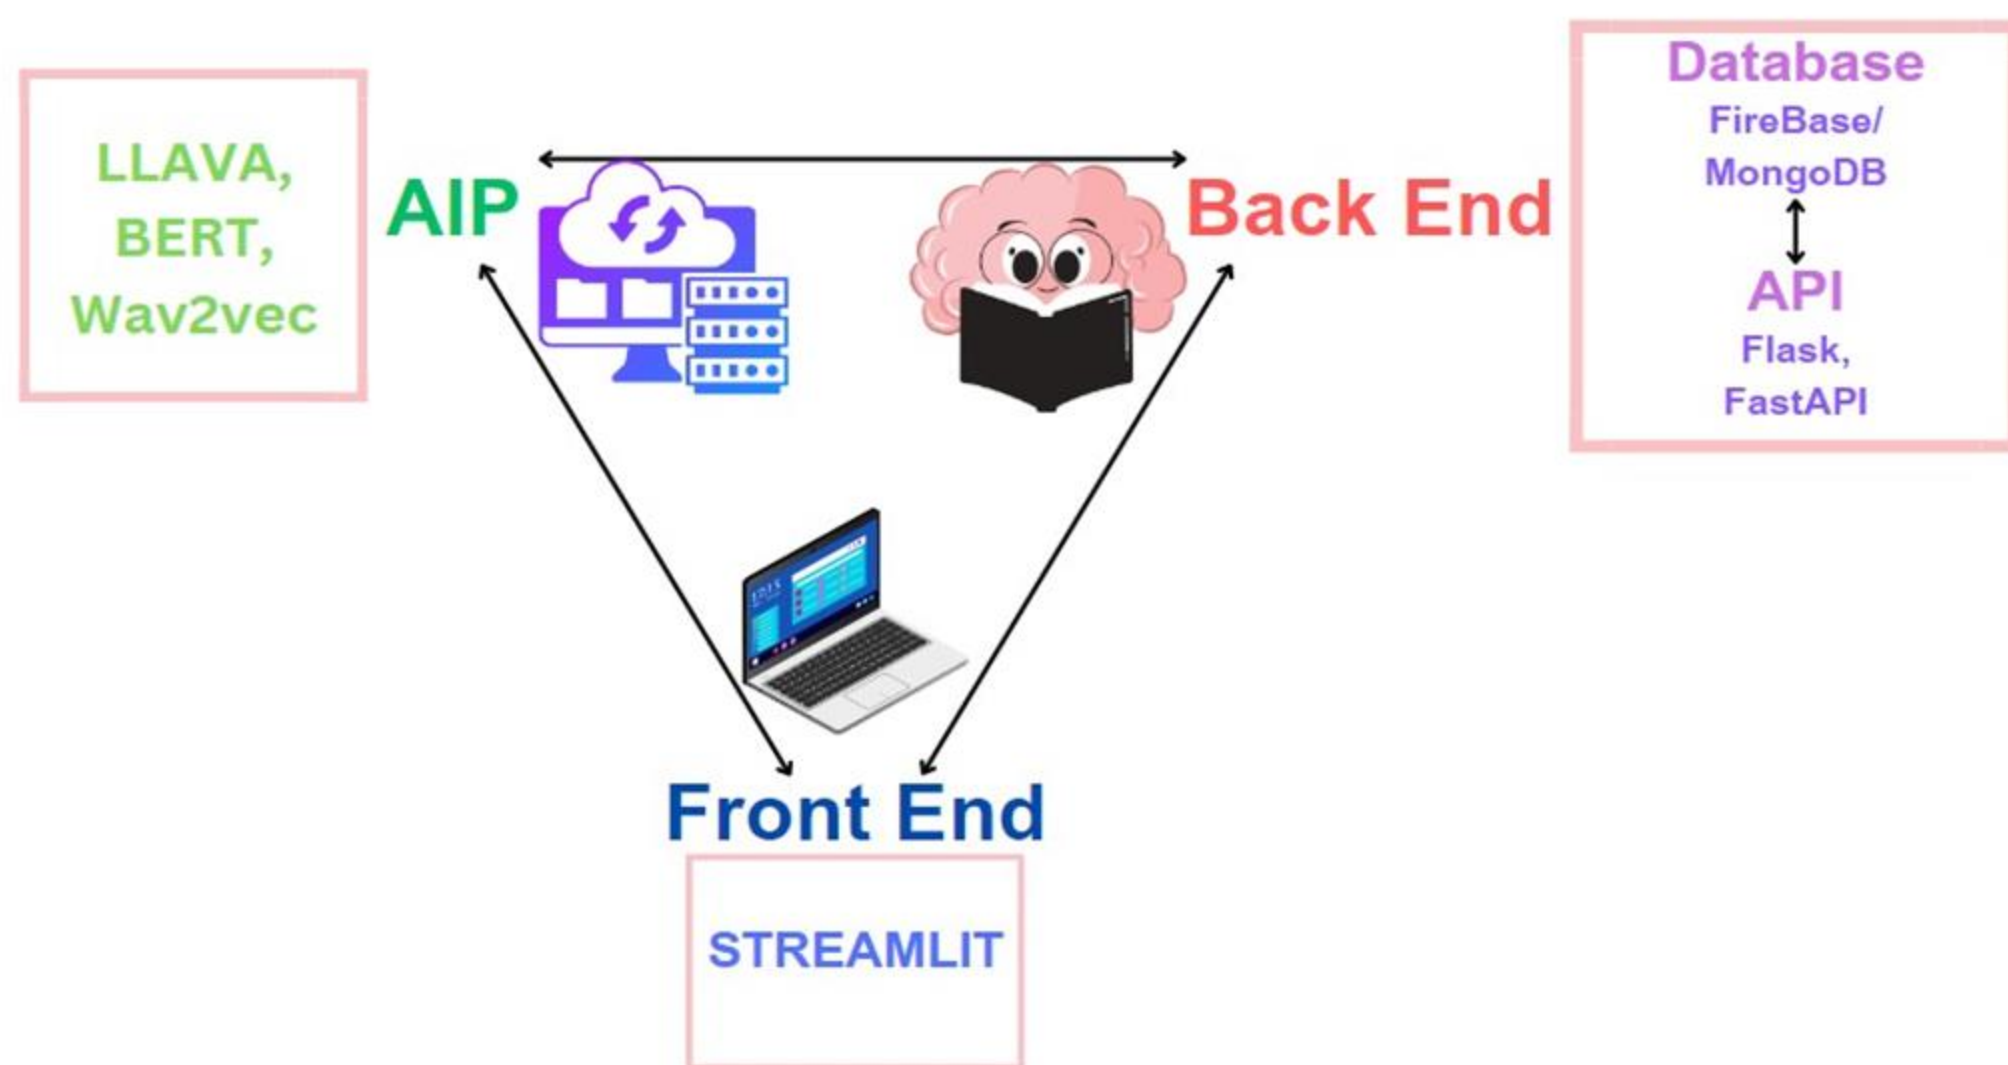 LLAVA,
BERT,
Wav2vec
AIP
Back End
Database
FireBase/
MongoDB
API
Flask,
FastAPI
Front End
STREAMLIT